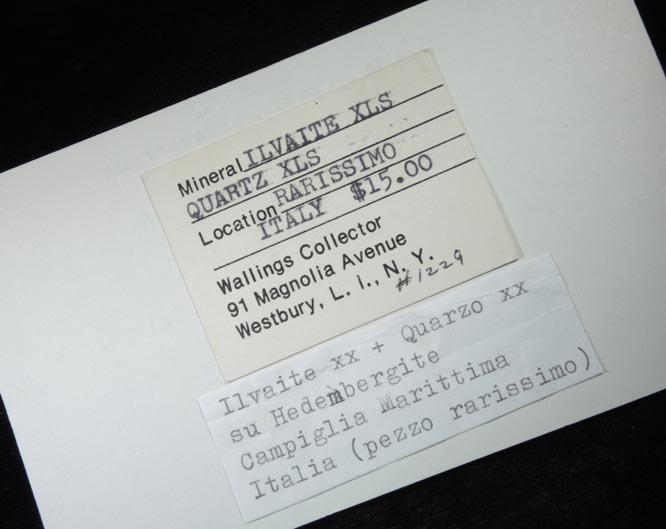 Mineral ILVAITE XLS
QUARTZ XLS
Location RARISSIMO
ITALY $15.00
Wallings Collector
91 Magnolia Avenue
Westbury, L. I., N. Y.
#1229
Ilvaite xx + Quarzo xx
su Hedembergite
Campiglia Marittima
Italia (pezzo rarissimo)